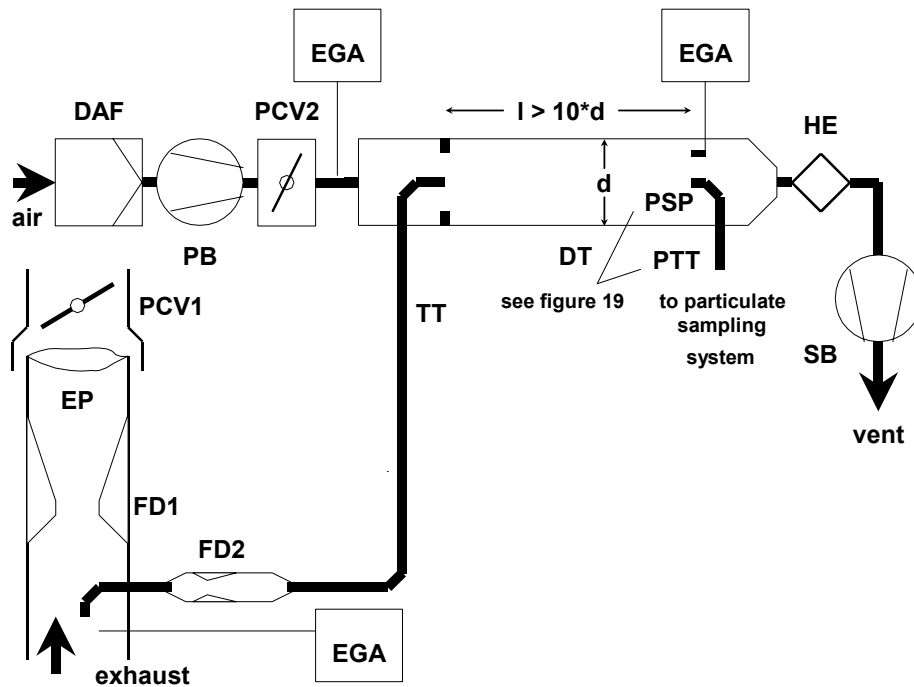 EGA
EGA
DAF
PCV2
l > 10*d
HE
air
PB
d
PSP
DT
PTT
see figure 19
to particulate
sampling
system
PCV1
TT
SB
EP
vent
FD1
FD2
EGA
exhaust